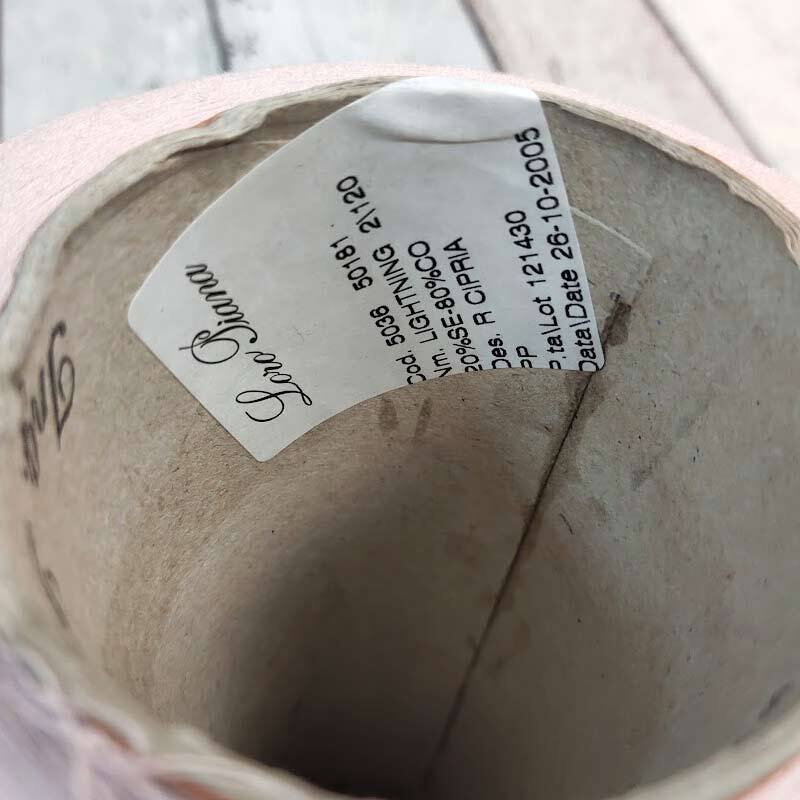 Loro Piana
Cod. 5036 50181
Nm. LIGHTNING 2\120
20%SE-80%CO
Des. R CIPRIA
PP
P.ta\Lot 121430
Data\Date 26-10-2005